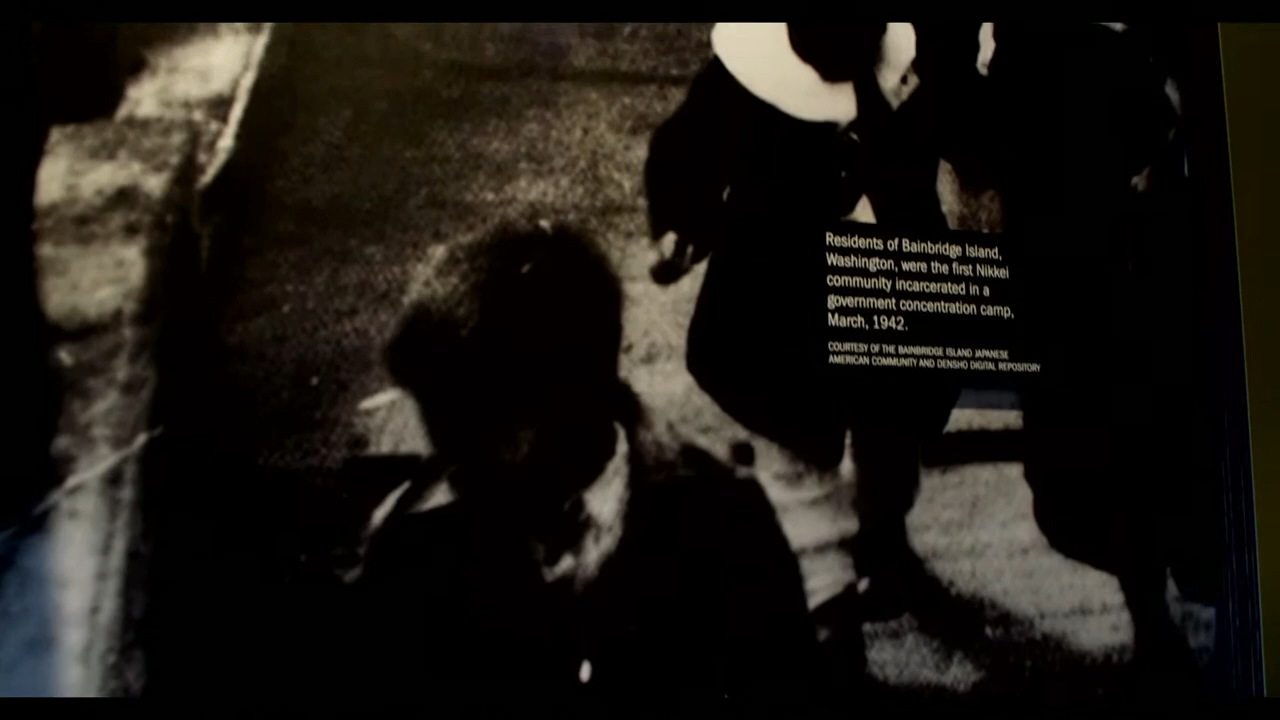 Residents of Bainbridge Island,
Washington, were the first Nikkei
community incarcerated in a
government concentration camp,
March, 1942.
COURTESY OF THE BAINBRIDGE ISLAND JAPANESE
AMERICAN COMMUNITY AND DENSHO DIGITAL REPOSITORY